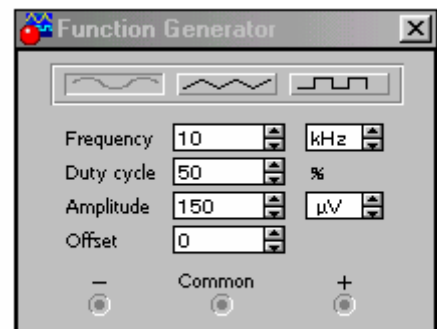 Function Generator
Frequency 10 kHz
Duty cycle 50 %
Amplitude 150 µV
Offset 0
− Common +